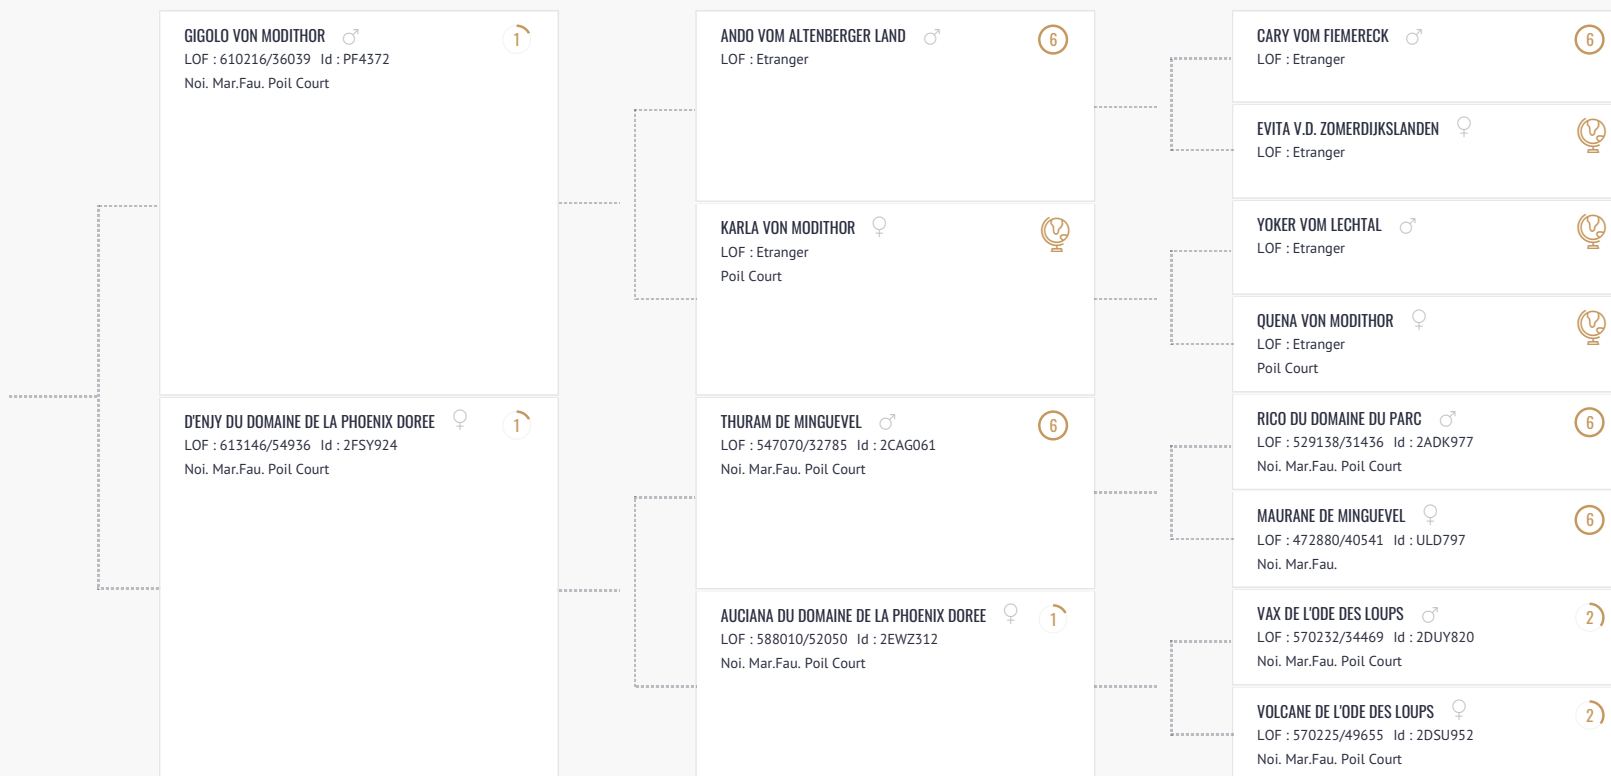 GIGOLO VON MODITHOR
1
LOF : 610216/36039 Id : PF4372
Noi. Mar.Fau. Poil Court
D'ENJY DU DOMAINE DE LA PHOENIX DOREE
1
LOF : 613146/54936 Id : 2FSY924
Noi. Mar.Fau. Poil Court
ANDO VOM ALTENBERGER LAND
6
LOF : Etranger
KARLA VON MODITHOR
LOF : Etranger
Poil Court
THURAM DE MINGUEVEL
6
LOF : 547070/32785 Id : 2CAG061
Noi. Mar.Fau. Poil Court
AUCIANA DU DOMAINE DE LA PHOENIX DOREE
1
LOF : 588010/52050 Id : 2EWZ312
Noi. Mar.Fau. Poil Court
CARY VOM FIEMERECK
6
LOF : Etranger
EVITA V.D. ZOMERDIJKSLANDEN
LOF : Etranger
YOKER VOM LECHTAL
LOF : Etranger
QUENA VON MODITHOR
LOF : Etranger
Poil Court
RICO DU DOMAINE DU PARC
6
LOF : 529138/31436 Id : 2ADK977
Noi. Mar.Fau. Poil Court
MAURANE DE MINGUEVEL
6
LOF : 472880/40541 Id : ULD797
Noi. Mar.Fau.
VAX DE L'ODE DES LOUPS
2
LOF : 570232/34469 Id : 2DUY820
Noi. Mar.Fau. Poil Court
VOLCANE DE L'ODE DES LOUPS
2
LOF : 570225/49655 Id : 2DSU952
Noi. Mar.Fau. Poil Court